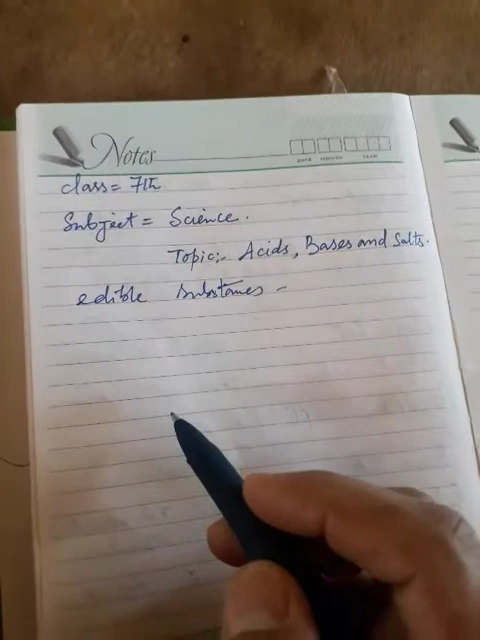 Notes
DATE MONTH YEAR
class = 7th
Subject = Science.
Topic:- Acids, Bases and Salts.
edible substances -